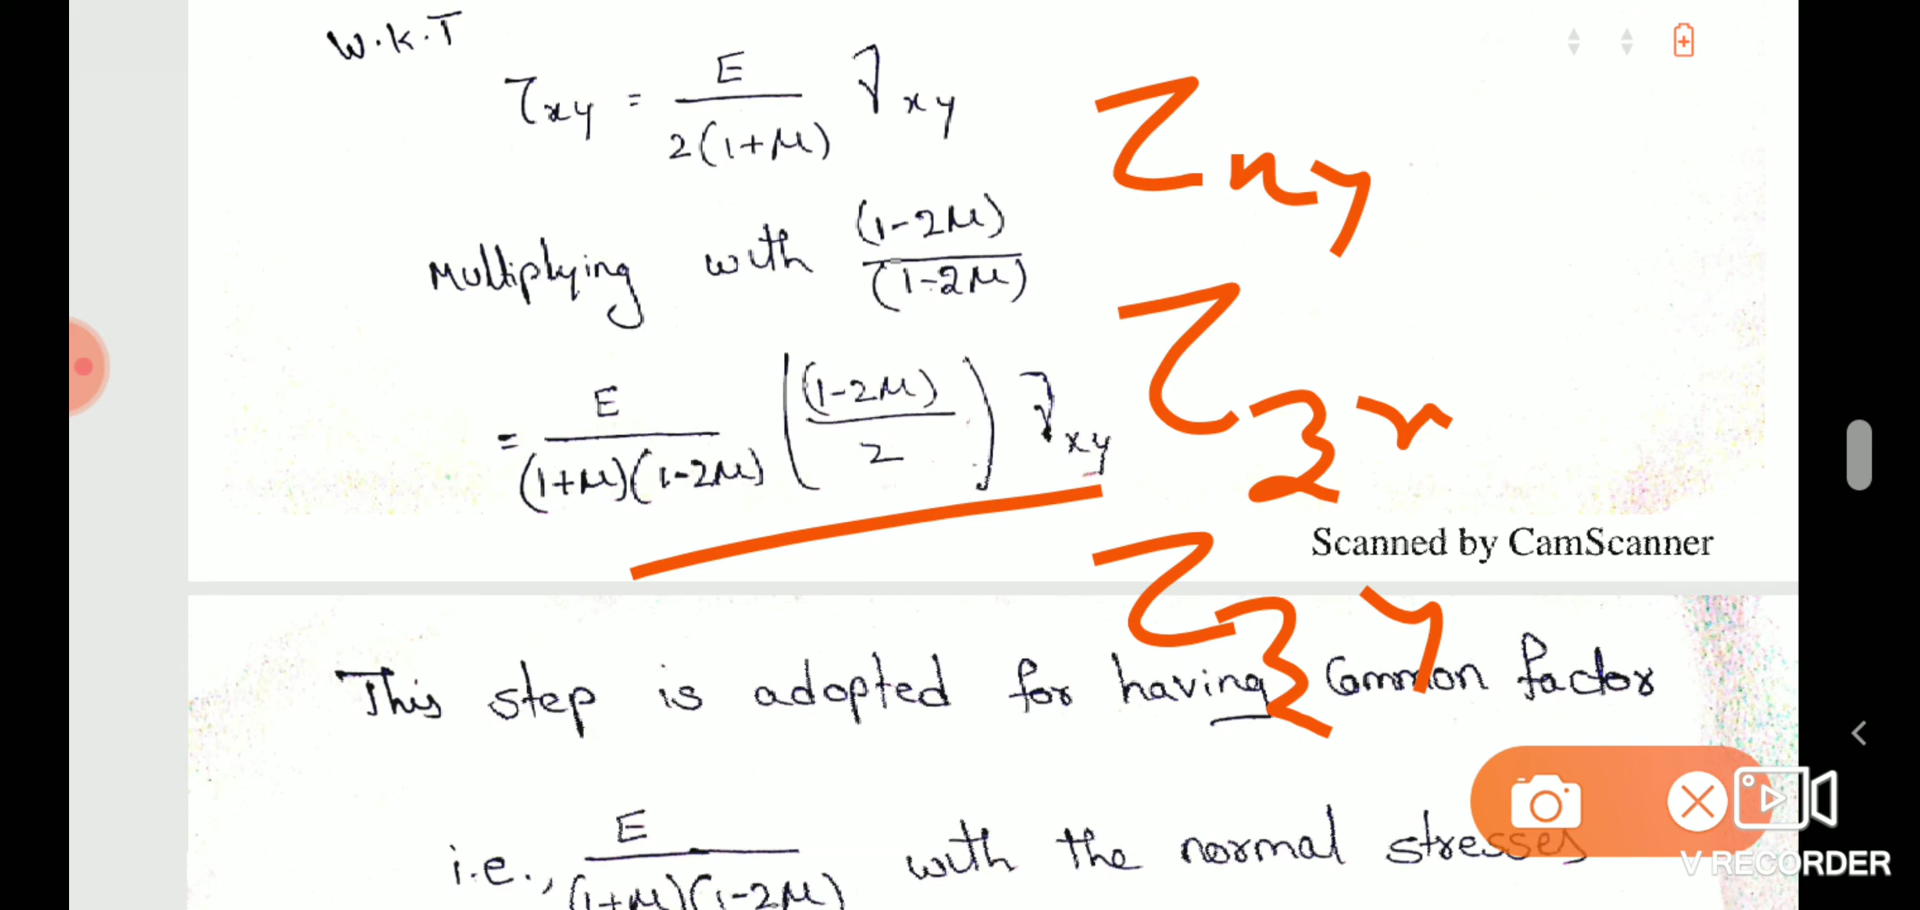 W.K.T
τxy = E / 2(1+μ) γxy
Multiplying with (1-2μ) / (1-2μ)
= E / (1+μ)(1-2μ) ((1-2μ) / 2) γxy
τxy
τzx
τzy
Scanned by CamScanner
This step is adopted for having Common factor
i.e., E / (1+μ)(1-2μ) with the normal stresses
V RECORDER